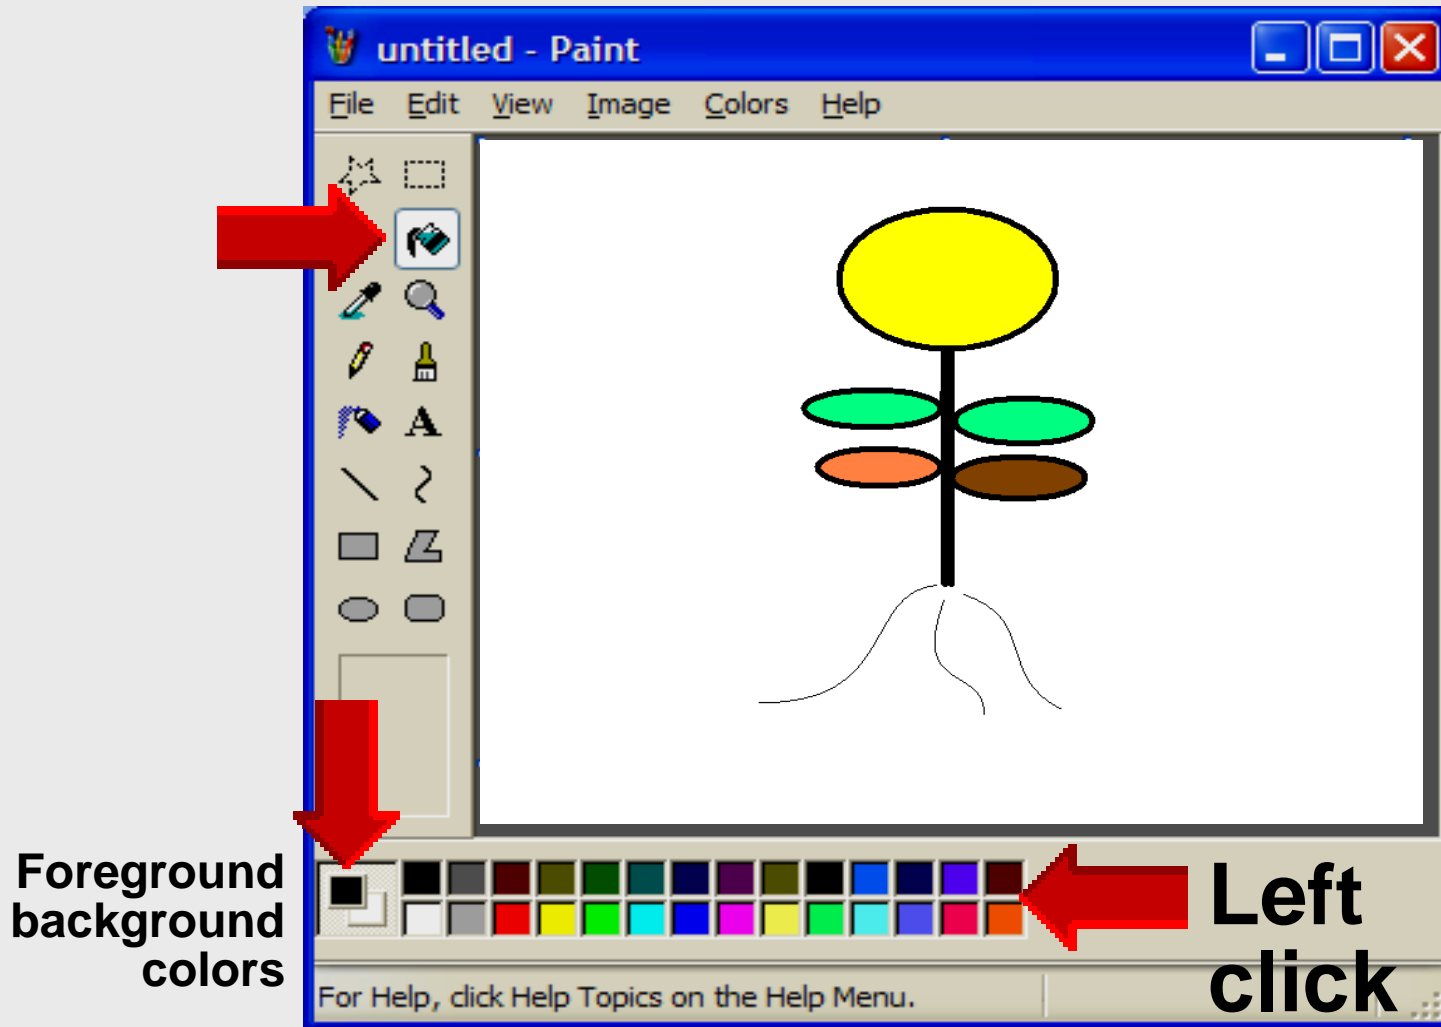 untitled - Paint
File Edit View Image Colors Help
A
Foreground
background
colors
Left
click
For Help, click Help Topics on the Help Menu.